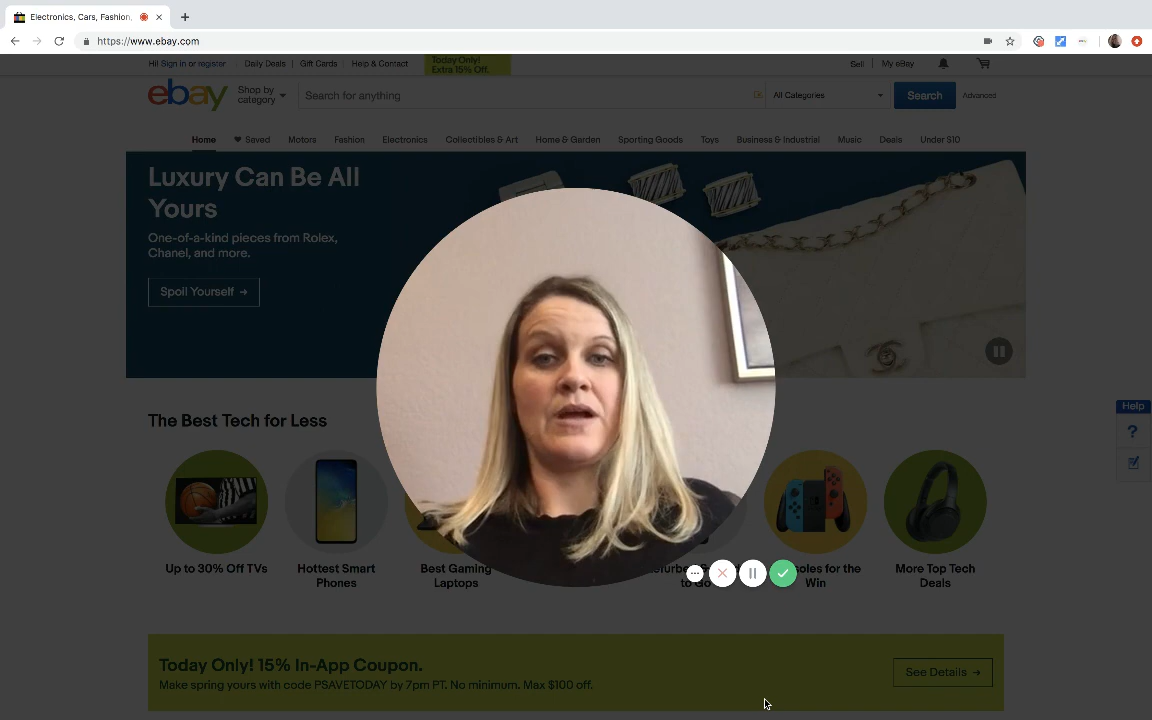 Electronics, Cars, Fashion,
https://www.ebay.com
Hi! Sign in or register
Daily Deals
Gift Cards
Help & Contact
Today Only!
Extra 15% Off.
Sell
My eBay
ebay
Shop by
category
Search for anything
All Categories
Search
Advanced
Home
Saved
Motors
Fashion
Electronics
Collectibles & Art
Home & Garden
Sporting Goods
Toys
Business & Industrial
Music
Deals
Under $10
Luxury Can Be All
Yours
One-of-a-kind pieces from Rolex,
Chanel, and more.
Spoil Yourself →
Help
?
The Best Tech for Less
Up to 30% Off TVs
Hottest Smart
Phones
Best Gaming
Laptops
to Go
for the
Win
More Top Tech
Deals
Today Only! 15% In-App Coupon.
Make spring yours with code PSAVETODAY by 7pm PT. No minimum. Max $100 off.
See Details →